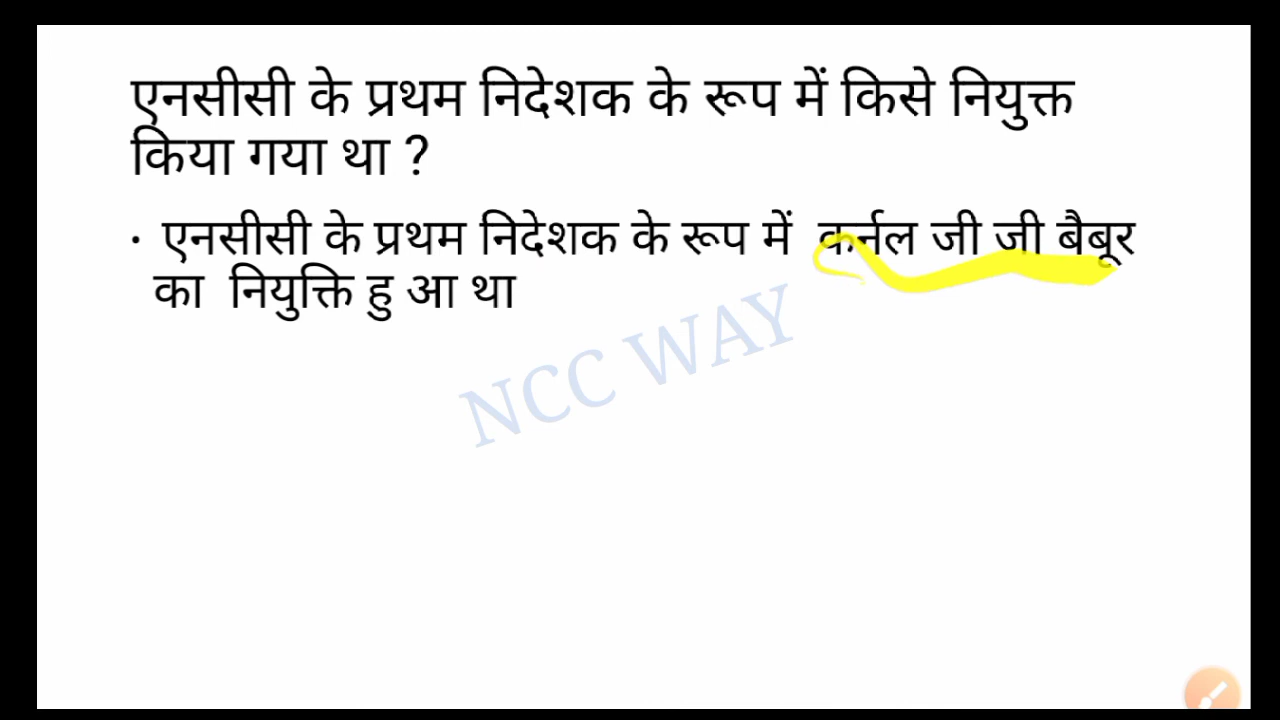 एनसीसी के प्रथम निदेशक के रूप में किसे नियुक्त
किया गया था ?
• एनसीसी के प्रथम निदेशक के रूप में कर्नल जी जी बैबूर
का नियुक्ति हु आ था
NCC WAY